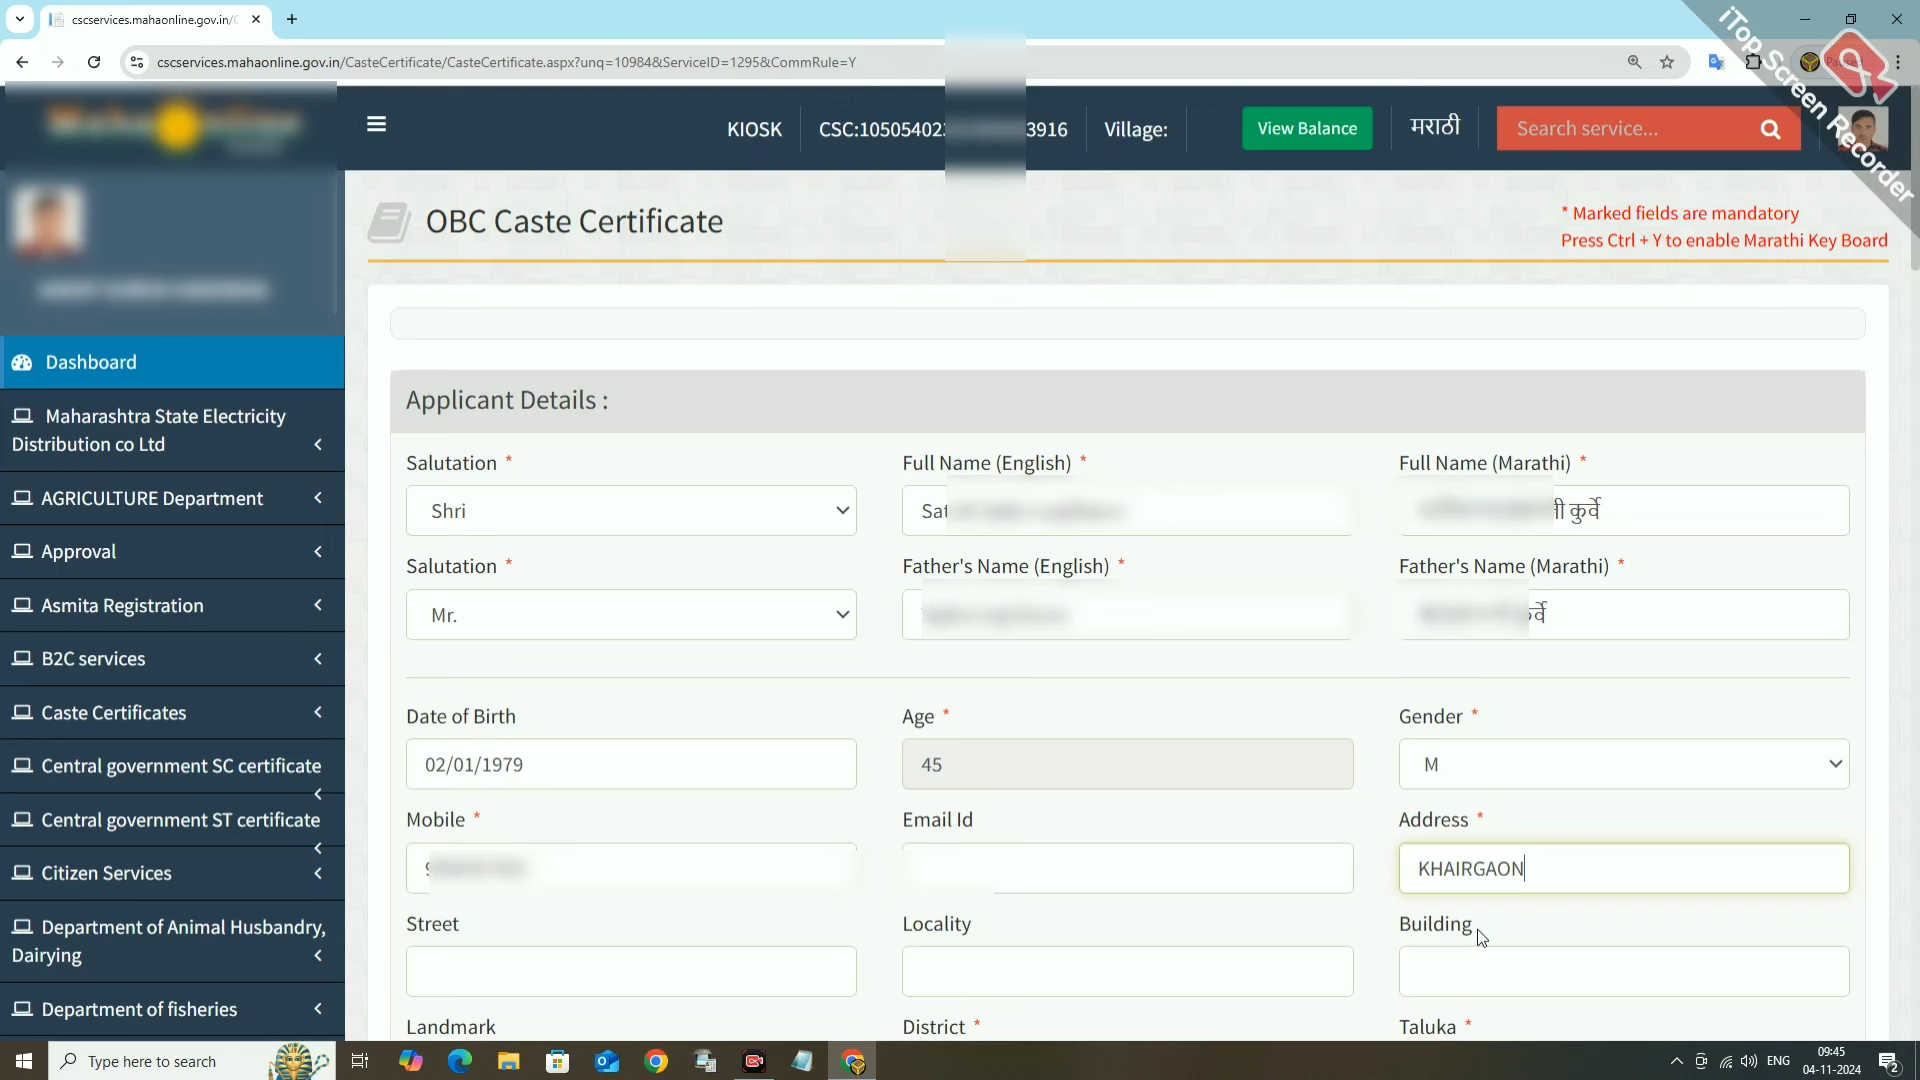 cscservices.mahaonline.gov.in/C
cscservices.mahaonline.gov.in/CasteCertificate/CasteCertificate.aspx?unq=10984&ServiceID=1295&CommRule=Y
Paused
iTop Screen Recorder
MahaOnline
KIOSK
CSC:10505402
3916
Village:
View Balance
मराठी
Search service...
OBC Caste Certificate
* Marked fields are mandatory
Press Ctrl + Y to enable Marathi Key Board
Dashboard
Maharashtra State Electricity
Distribution co Ltd
AGRICULTURE Department
Approval
Asmita Registration
B2C services
Caste Certificates
Central government SC certificate
Central government ST certificate
Citizen Services
Department of Animal Husbandry,
Dairying
Department of fisheries
Applicant Details :
Salutation *
Full Name (English) *
Full Name (Marathi) *
Shri
Sat
ी कुर्वे
Salutation *
Father's Name (English) *
Father's Name (Marathi) *
Mr.
Date of Birth
Age *
Gender *
02/01/1979
45
M
Mobile *
Email Id
Address *
9
KHAIRGAON
Street
Locality
Building
Landmark
District *
Taluka *
Type here to search
ENG
09:45
04-11-2024
2